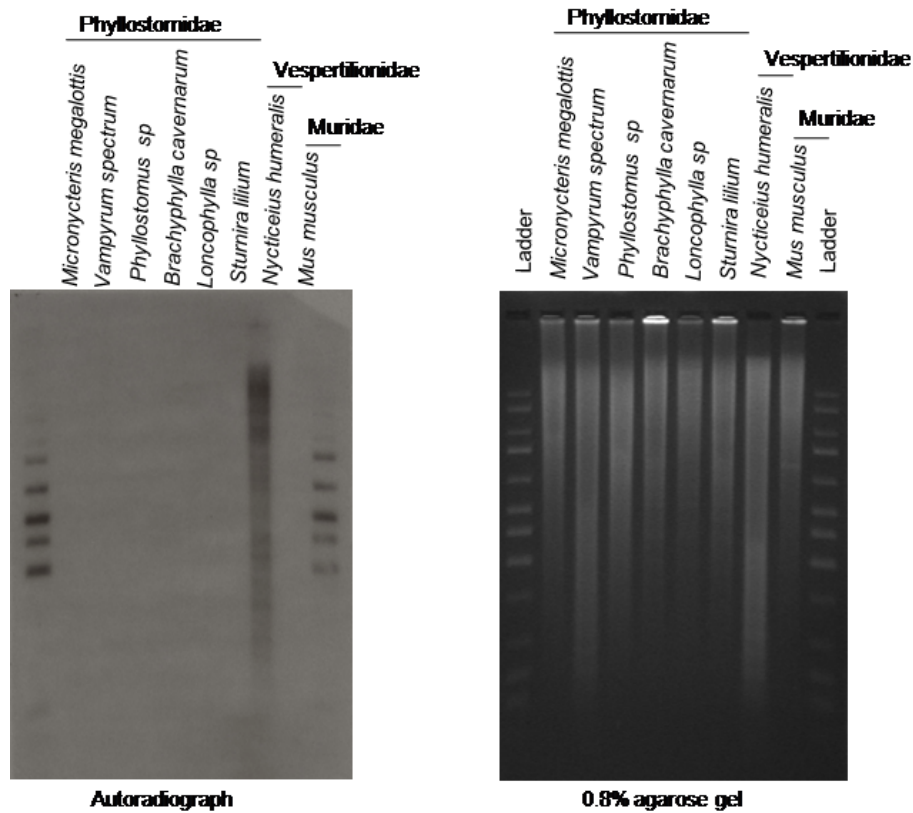 Phyllostomidae
Vespertilionidae
Muridae
Micronycteris megalottis
Vampyrum spectrum
Phyllostomus sp
Brachyphylla cavernarum
Loncophylla sp
Sturnira lilium
Nycticeius humeralis
Mus musculus
Autoradiograph
Phyllostomidae
Vespertilionidae
Muridae
Ladder
Micronycteris megalottis
Vampyrum spectrum
Phyllostomus sp
Brachyphylla cavernarum
Loncophylla sp
Sturnira lilium
Nycticeius humeralis
Mus musculus
Ladder
0.8% agarose gel